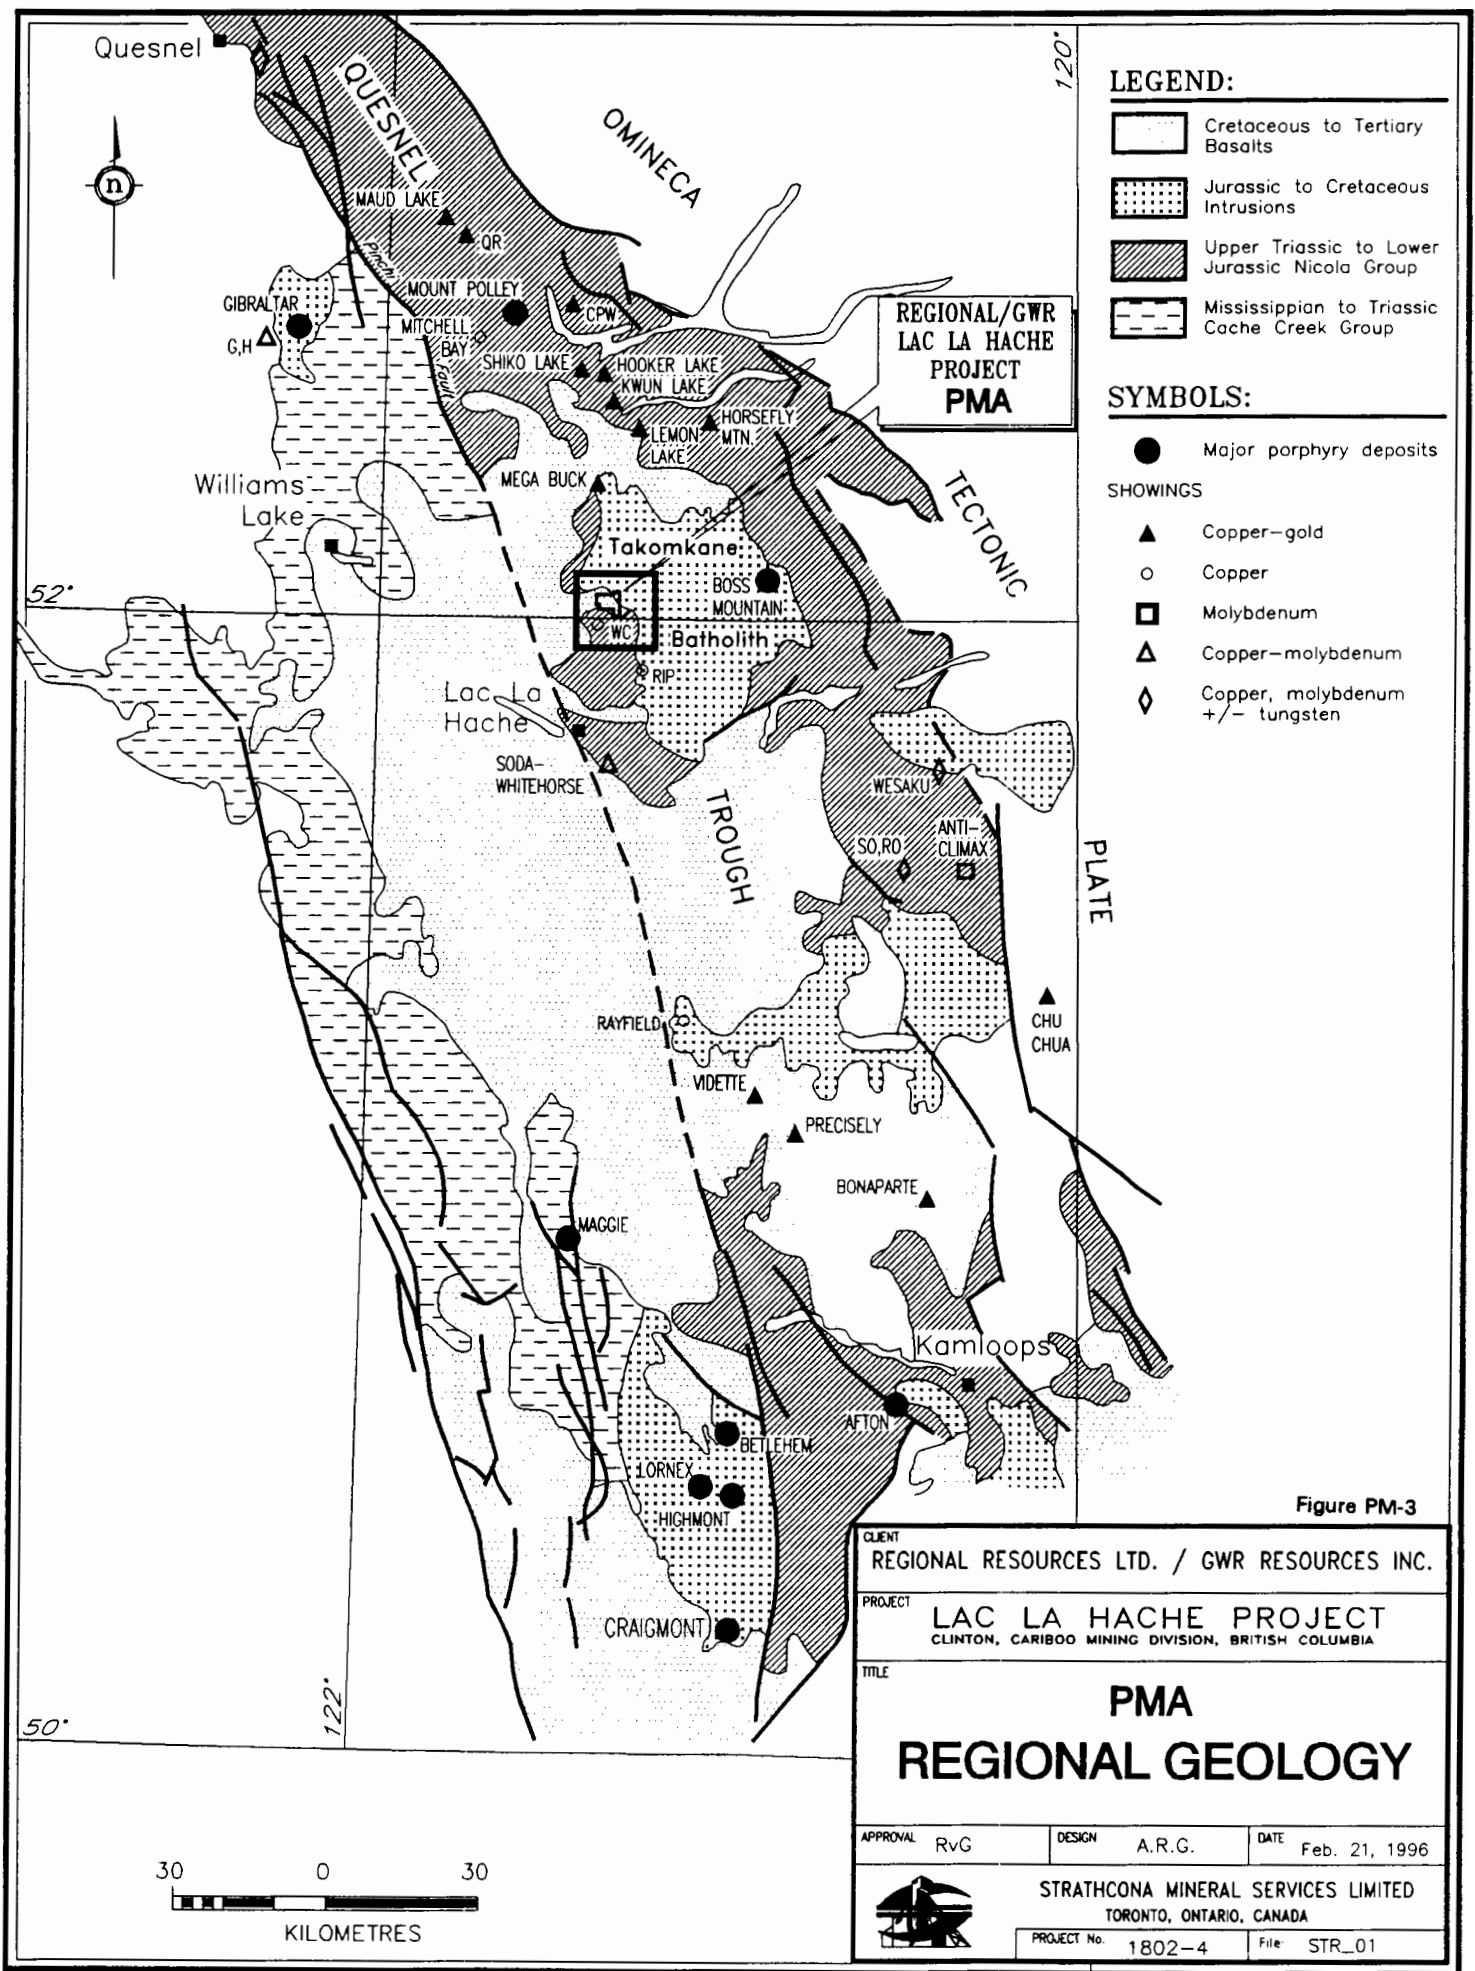 Quesnel
120°
QUESNEL
OMINECA
n
MAUD LAKE
QR
Pinchi
MOUNT POLLEY
GIBRALTAR
CPW
G,H
MITCHELL
BAY
SHIKO LAKE
HOOKER LAKE
KWUN LAKE
Fault
HORSEFLY
MTN.
LEMON
LAKE
REGIONAL/GWR
LAC LA HACHE
PROJECT
PMA
Williams
Lake
MEGA BUCK
TECTONIC
Takomkane
BOSS
MOUNTAIN
52°
WC
Batholith
RIP
Lac La
Hache
SODA-
WHITEHORSE
TROUGH
WESAKU
ANTI-
CLIMAX
SO,RO
PLATE
RAYFIELD
CHU
CHUA
VIDETTE
PRECISELY
BONAPARTE
MAGGIE
Kamloops
AFTON
BETLEHEM
LORNEX
HIGHMONT
CRAIGMONT
122°
50°
30 0 30
KILOMETRES
LEGEND:
Cretaceous to Tertiary
Basalts
Jurassic to Cretaceous
Intrusions
Upper Triassic to Lower
Jurassic Nicola Group
Mississippian to Triassic
Cache Creek Group
SYMBOLS:
Major porphyry deposits
SHOWINGS
Copper-gold
Copper
Molybdenum
Copper-molybdenum
Copper, molybdenum
+/- tungsten
Figure PM-3
CLIENT
REGIONAL RESOURCES LTD. / GWR RESOURCES INC.
PROJECT
LAC LA HACHE PROJECT
CLINTON, CARIBOO MINING DIVISION, BRITISH COLUMBIA
TITLE
PMA
REGIONAL GEOLOGY
APPROVAL RvG
DESIGN A.R.G.
DATE Feb. 21, 1996
STRATHCONA MINERAL SERVICES LIMITED
TORONTO, ONTARIO, CANADA
PROJECT No. 1802-4
File: STR_01